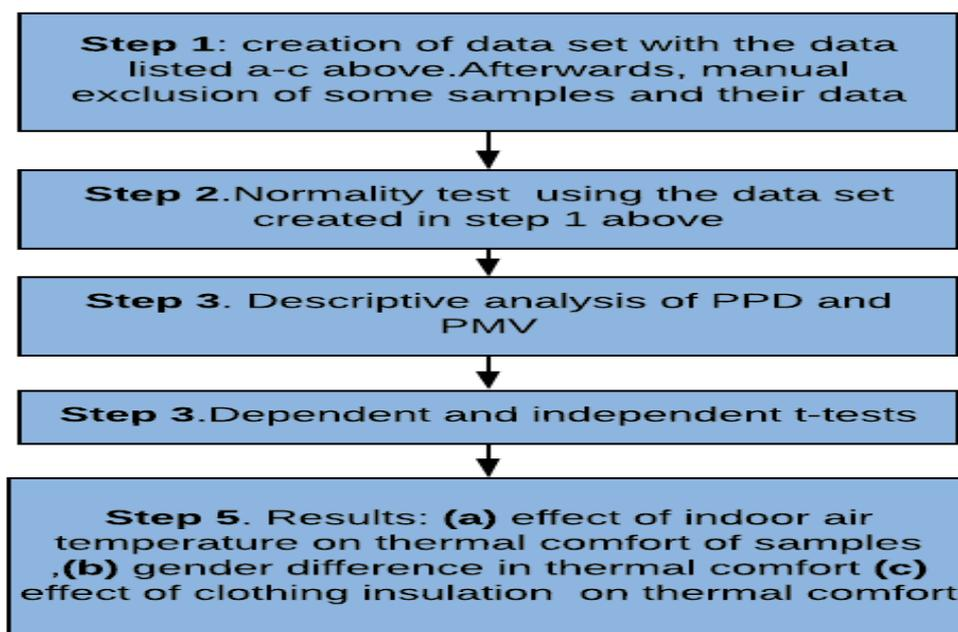 Step 1: creation of data set with the data
listed a-c above.Afterwards, manual
exclusion of some samples and their data
Step 2.Normality test  using the data set
created in step 1 above
Step 3. Descriptive analysis of PPD and
PMV
Step 3.Dependent and independent t-tests
Step 5. Results: (a) effect of indoor air
temperature on thermal comfort of samples
,(b) gender difference in thermal comfort (c)
effect of clothing insulation  on thermal comfort